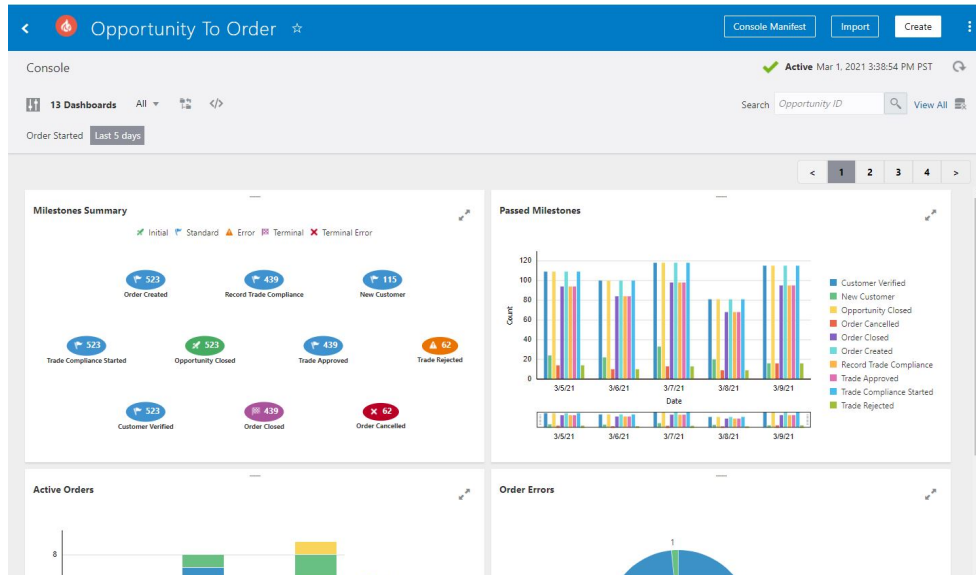 Opportunity To Order
Console Manifest
Import
Create
Console
Active Mar 1, 2021 3:38:54 PM PST
13 Dashboards All
</>
Search Opportunity ID
View All
Order Started Last 5 days
< 1 2 3 4 >
Milestones Summary
Initial Standard Error Terminal Terminal Error
523 439 115
Order Created Record Trade Compliance New Customer
523 523 439 62
Trade Compliance Started Opportunity Closed Trade Approved Trade Rejected
523 439 62
Customer Verified Order Closed Order Cancelled
Passed Milestones
120
100
80
60
40
20
0
Count
3/5/21 3/6/21 3/7/21 3/8/21 3/9/21
Date
3/5/21 3/6/21 3/7/21 3/8/21 3/9/21
Customer Verified
New Customer
Opportunity Closed
Order Cancelled
Order Closed
Order Created
Record Trade Compliance
Trade Approved
Trade Compliance Started
Trade Rejected
Active Orders
8
Order Errors
1